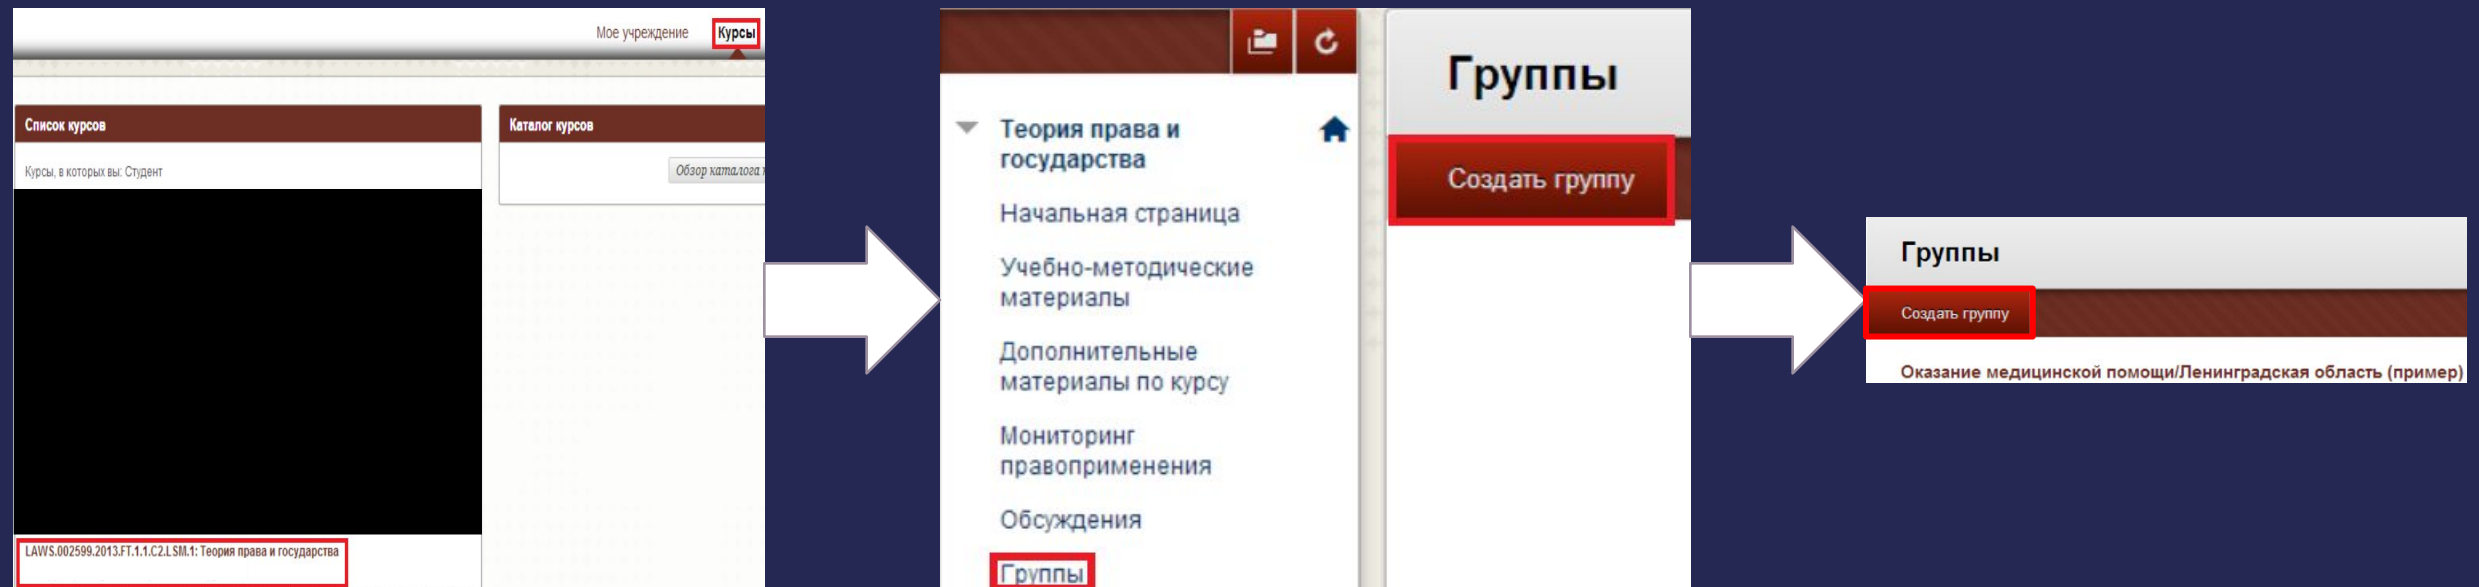 Мое учреждение
Курсы
Список курсов
Курсы, в которых вы: Студент
LAWS.002599.2013.FT.1.1.C2.LSM.1: Теория права и государства
Каталог курсов
Обзор каталога
Теория права и
государства
Начальная страница
Учебно-методические
материалы
Дополнительные
материалы по курсу
Мониторинг
правоприменения
Обсуждения
Группы
Группы
Создать группу
Группы
Создать группу
Оказание медицинской помощи/Ленинградская область (пример)